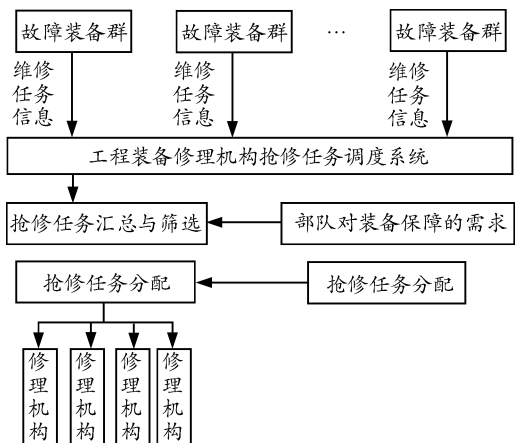 故障装备群 故障装备群 … 故障装备群
维修 维修 维修
任务 任务 任务
信息 信息 信息
工程装备修理机构抢修任务调度系统
抢修任务汇总与筛选 部队对装备保障的需求
抢修任务分配 抢修任务分配
修理机构 修理机构 修理机构 修理机构